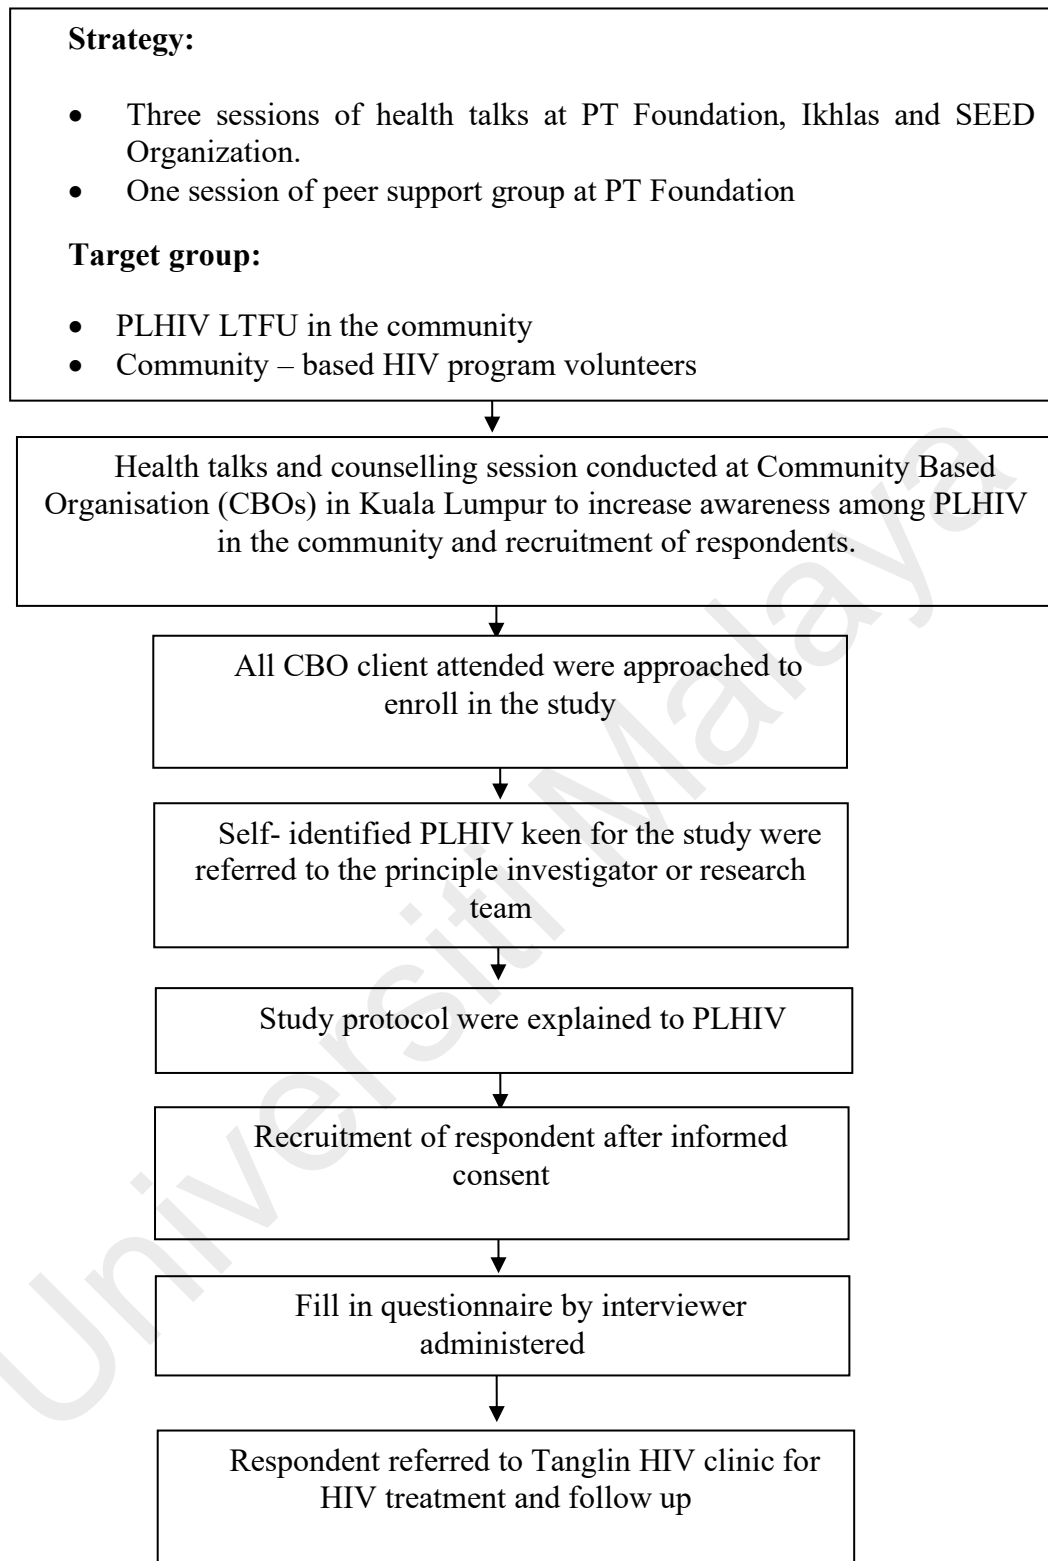 Strategy:
• Three sessions of health talks at PT Foundation, Ikhlas and SEED
Organization.
• One session of peer support group at PT Foundation
Target group:
• PLHIV LTFU in the community
• Community – based HIV program volunteers
Health talks and counselling session conducted at Community Based
Organisation (CBOs) in Kuala Lumpur to increase awareness among PLHIV
in the community and recruitment of respondents.
All CBO client attended were approached to
enroll in the study
Self- identified PLHIV keen for the study were
referred to the principle investigator or research
team
Study protocol were explained to PLHIV
Recruitment of respondent after informed
consent
Fill in questionnaire by interviewer
administered
Respondent referred to Tanglin HIV clinic for
HIV treatment and follow up
Universiti Malaya